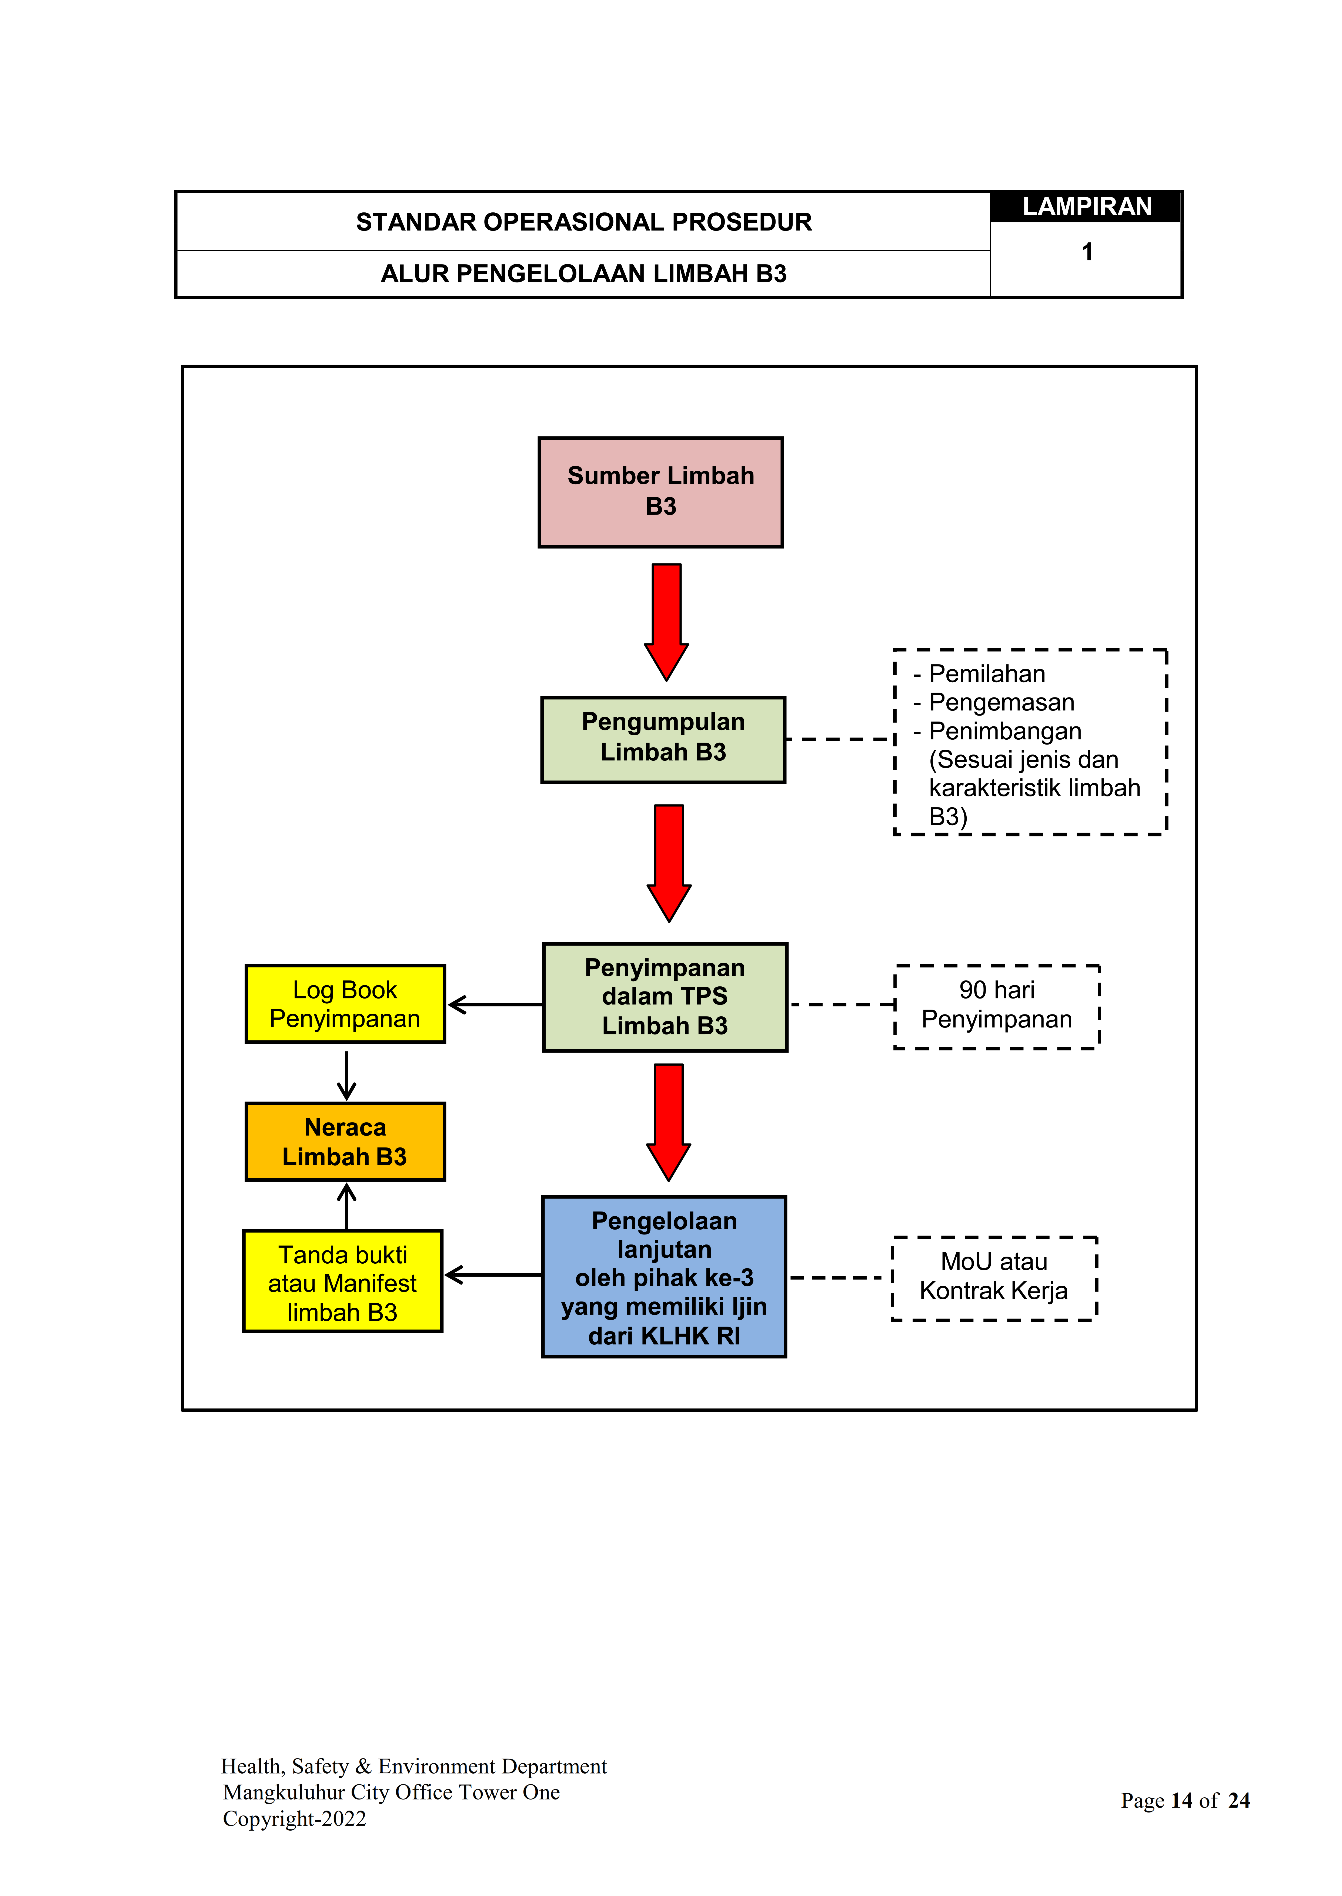 STANDAR OPERASIONAL PROSEDUR
LAMPIRAN
1
ALUR PENGELOLAAN LIMBAH B3
Sumber Limbah
B3
Pengumpulan
Limbah B3
- Pemilahan
- Pengemasan
- Penimbangan
(Sesuai jenis dan
karakteristik limbah
B3)
Log Book
Penyimpanan
Penyimpanan
dalam TPS
Limbah B3
90 hari
Penyimpanan
Neraca
Limbah B3
Tanda bukti
atau Manifest
limbah B3
Pengelolaan
lanjutan
oleh pihak ke-3
yang memiliki Ijin
dari KLHK RI
MoU atau
Kontrak Kerja
Health, Safety & Environment Department
Mangkuluhur City Office Tower One
Copyright-2022
Page 14 of 24